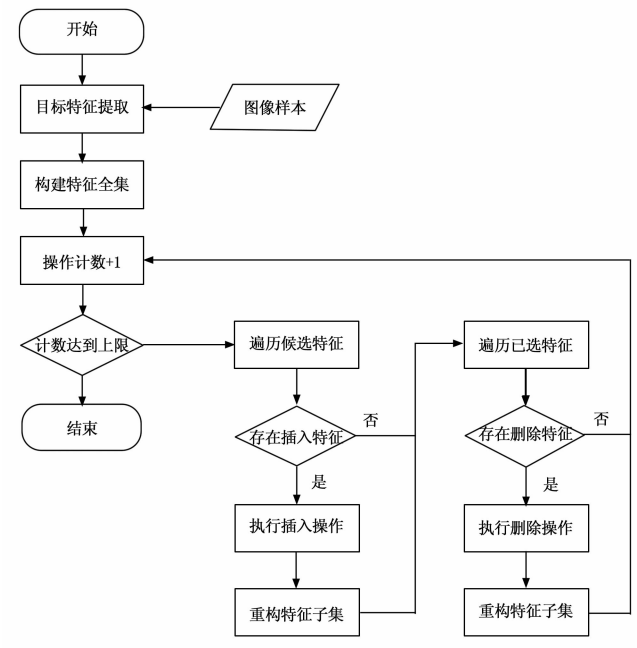 开始
目标特征提取
图像样本
构建特征全集
操作计数+1
计数达到上限
遍历候选特征
遍历已选特征
结束
存在插入特征
否
存在删除特征
否
是
是
执行插入操作
执行删除操作
重构特征子集
重构特征子集